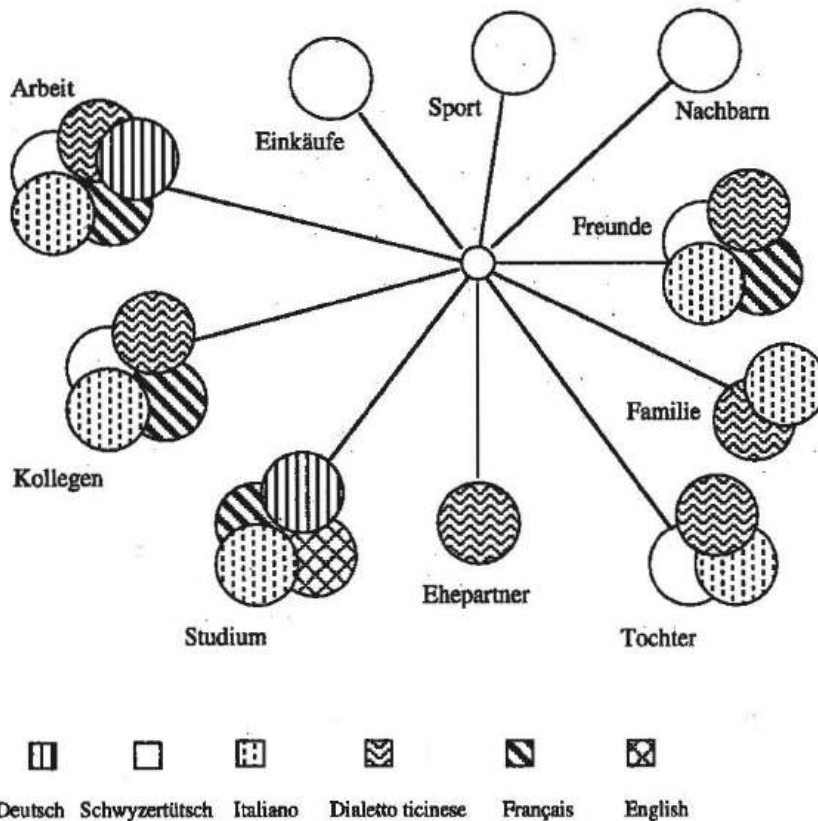 Arbeit
Einkäufe
Sport
Nachbarn
Freunde
Familie
Kollegen
Studium
Ehepartner
Tochter
Deutsch Schwyzertütsch Italiano Dialetto ticinese Français English